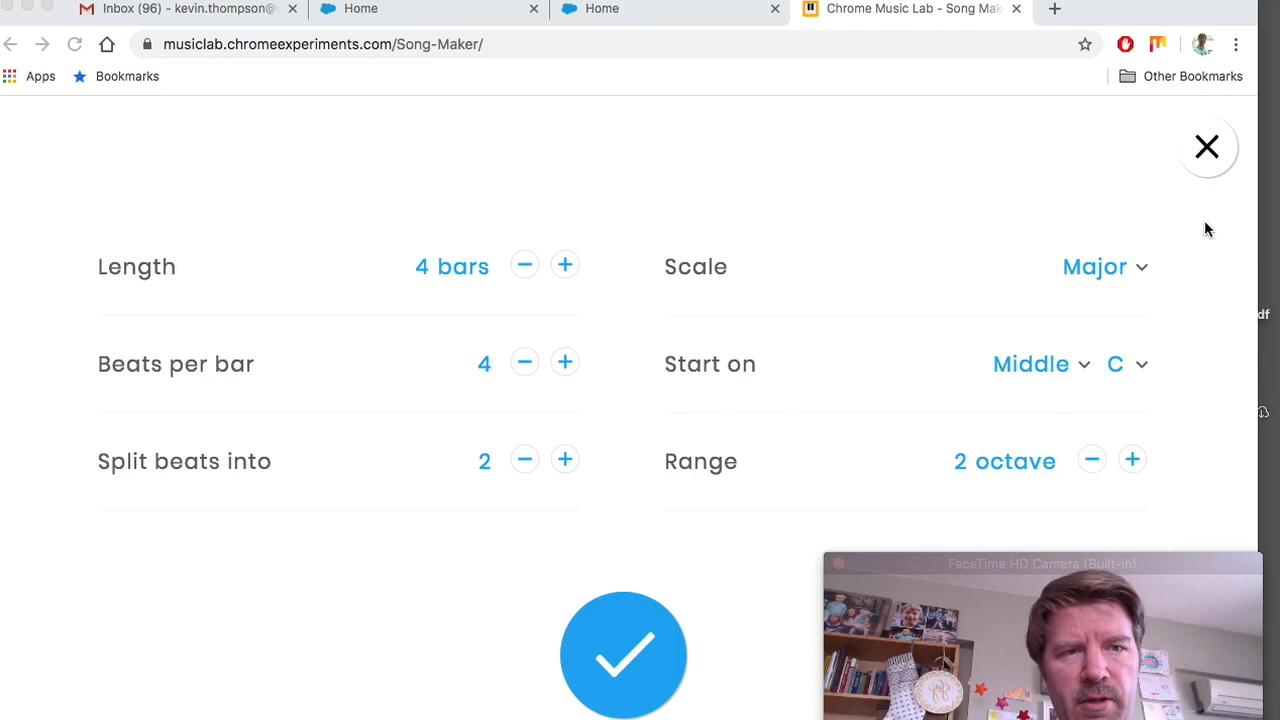 Inbox (96) - kevin.thompson@
Home
Home
Chrome Music Lab - Song Mak
musiclab.chromeexperiments.com/Song-Maker/
Apps
Bookmarks
Other Bookmarks
Length 4 bars
Scale Major
df
Beats per bar 4
Start on Middle C
Split beats into 2
Range 2 octave
FaceTime HD Camera (Built-in)